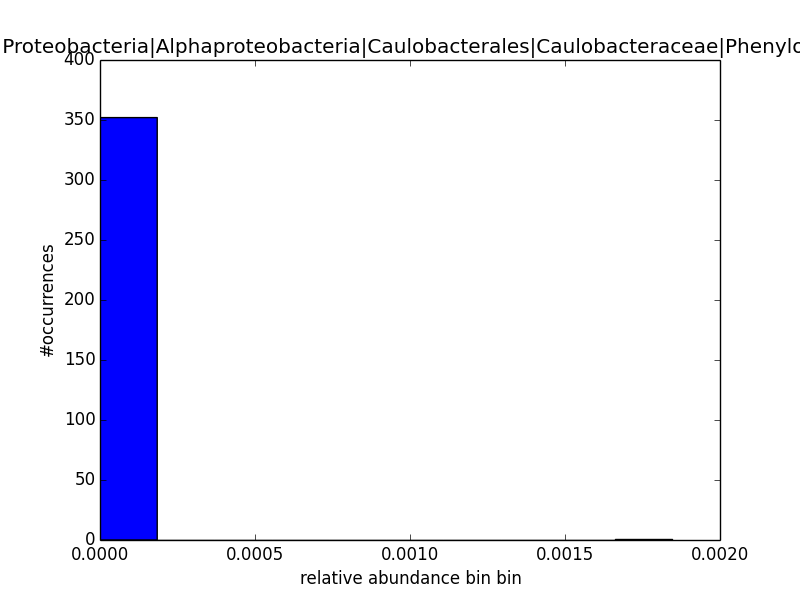 Proteobacteria|Alphaproteobacteria|Caulobacterales|Caulobacteraceae|
400
350
300
250
200
150
100
50
0
#occurrences
0.0000 0.0005 0.0010 0.0015 0.0020
relative abundance bin bin